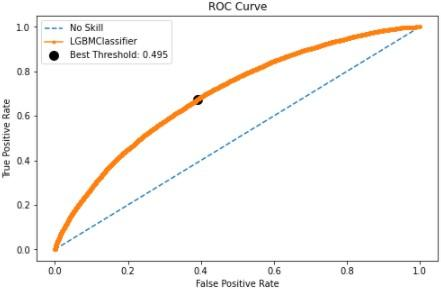 ROC Curve
No Skill
LGBMClassifier
Best Threshold: 0.495
True Positive Rate
1.0
0.8
0.6
0.4
0.2
0.0
0.0 0.2 0.4 0.6 0.8 1.0
False Positive Rate